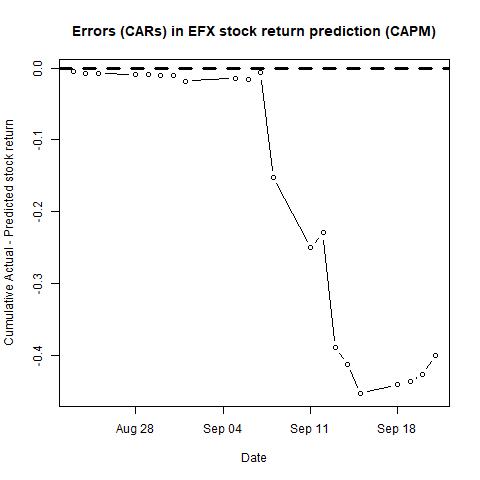 Errors (CARs) in EFX stock return prediction (CAPM)
Cumulative Actual - Predicted stock return
0.0
-0.1
-0.2
-0.3
-0.4
Aug 28
Sep 04
Sep 11
Sep 18
Date